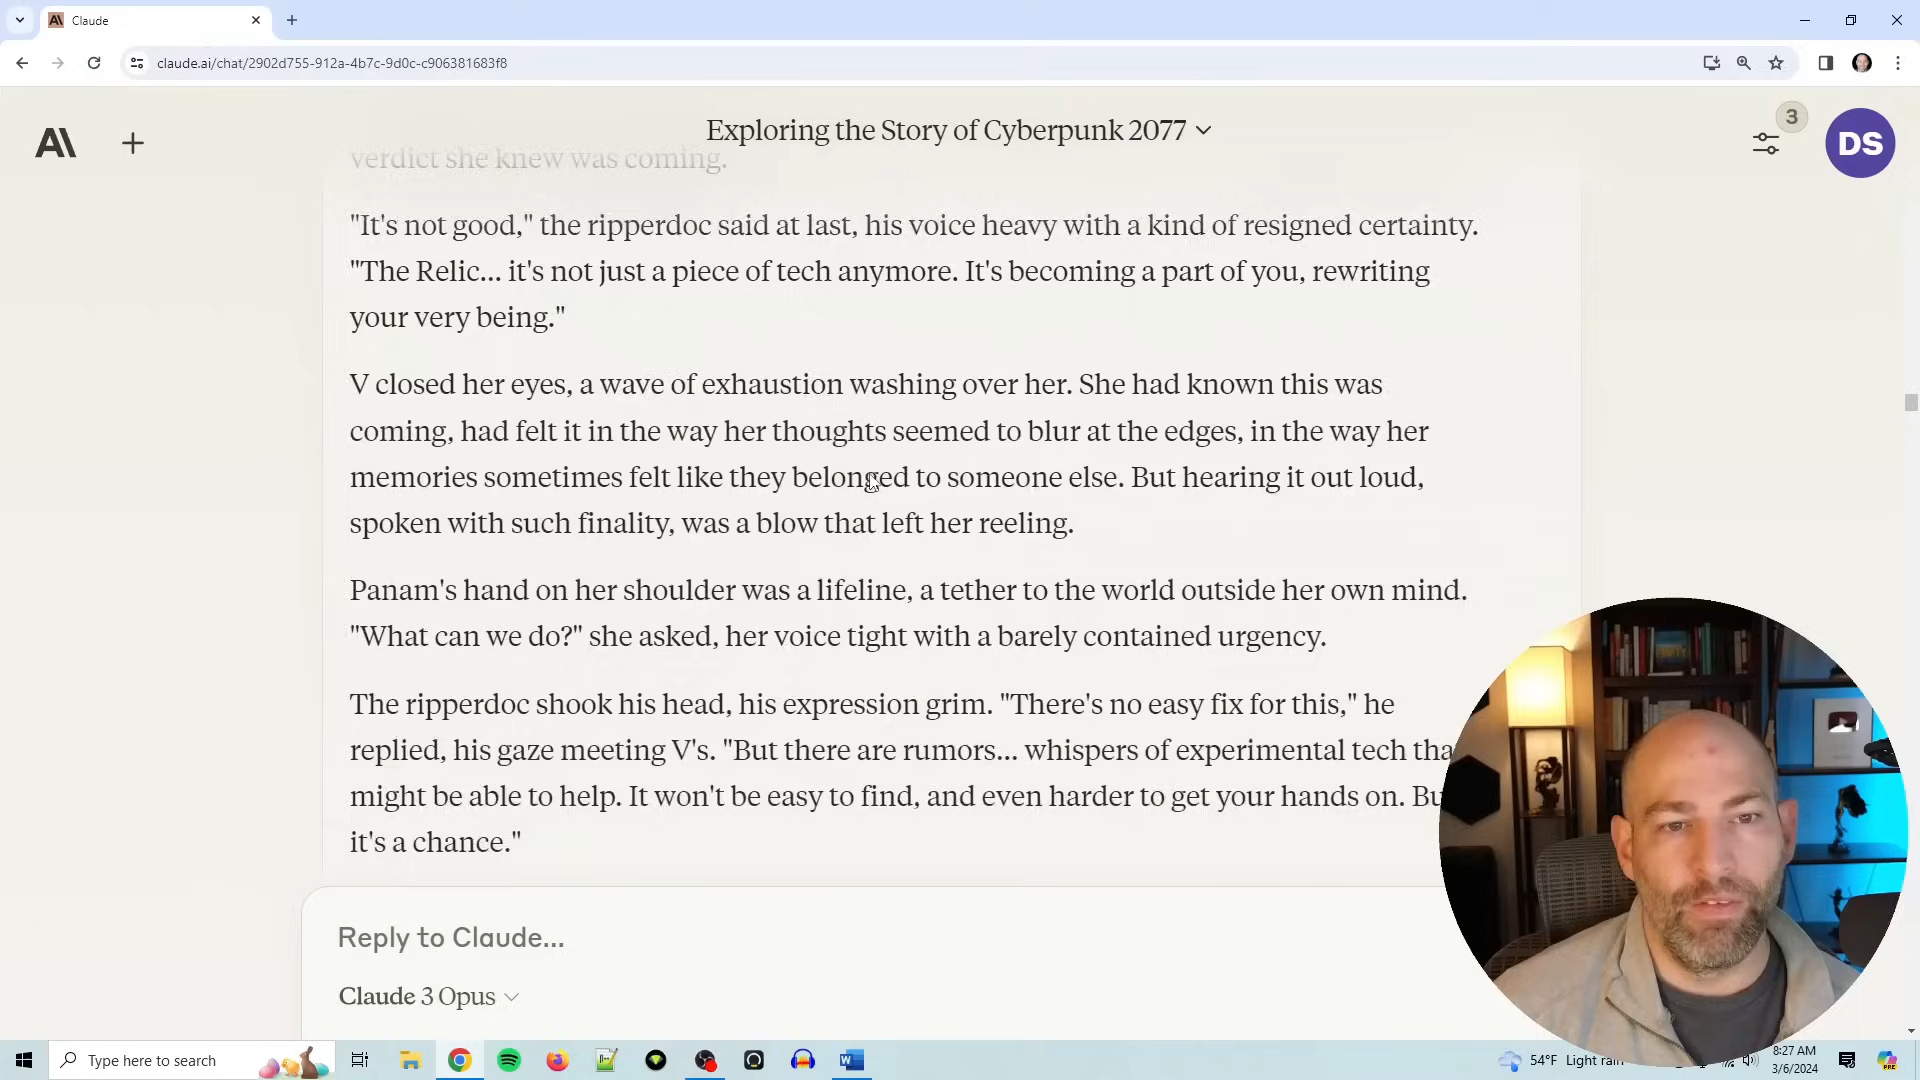 Claude
claude.ai/chat/2902d755-912a-4b7c-9d0c-c906381683f8
Exploring the Story of Cyberpunk 2077
3
DS
verdict she knew was coming.
"It's not good," the ripperdoc said at last, his voice heavy with a kind of resigned certainty.
"The Relic... it's not just a piece of tech anymore. It's becoming a part of you, rewriting
your very being."
V closed her eyes, a wave of exhaustion washing over her. She had known this was
coming, had felt it in the way her thoughts seemed to blur at the edges, in the way her
memories sometimes felt like they belonged to someone else. But hearing it out loud,
spoken with such finality, was a blow that left her reeling.
Panam's hand on her shoulder was a lifeline, a tether to the world outside her own mind.
"What can we do?" she asked, her voice tight with a barely contained urgency.
The ripperdoc shook his head, his expression grim. "There's no easy fix for this," he
replied, his gaze meeting V's. "But there are rumors... whispers of experimental tech tha
might be able to help. It won't be easy to find, and even harder to get your hands on. Bu
it's a chance."
Reply to Claude...
Claude 3 Opus
Type here to search
54°F Light rain
8:27 AM
3/6/2024